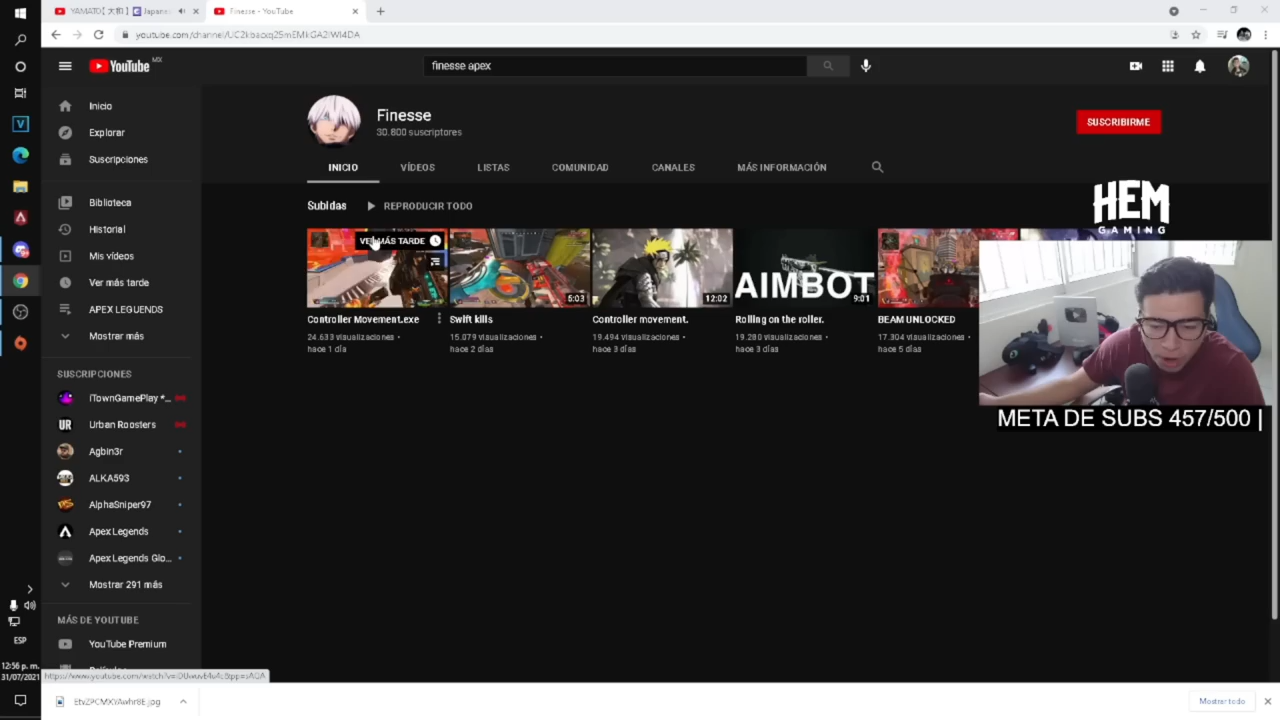 Finesse - YouTube
YouTube MX
finesse apex
Inicio
Explorar
Suscripciones
Biblioteca
Historial
Mis vídeos
Ver más tarde
APEX LEGUENDS
Mostrar más
SUSCRIPCIONES
iTownGamePlay *...
Urban Roosters
Agbin3r
ALKA593
AlphaSniper97
Apex Legends
Apex Legends Glo...
Mostrar 291 más
MÁS DE YOUTUBE
YouTube Premium
Finesse
30.800 suscriptores
SUSCRIBIRME
INICIO
VÍDEOS
LISTAS
COMUNIDAD
CANALES
MÁS INFORMACIÓN
Subidas
REPRODUCIR TODO
VER MÁS TARDE
Controller Movement.exe
24.633 visualizaciones •
hace 1 día
5:03
Swift kills
15.079 visualizaciones •
hace 2 días
12:02
Controller movement.
19.494 visualizaciones •
hace 3 días
AIMBOT
9:01
Rolling on the roller.
19.280 visualizaciones •
hace 3 días
BEAM UNLOCKED
17.304 visualizaciones •
hace 5 días
HEM
GAMING
META DE SUBS 457/500 |
ESP
12:56 p. m.
31/07/2021
Mostrar todo